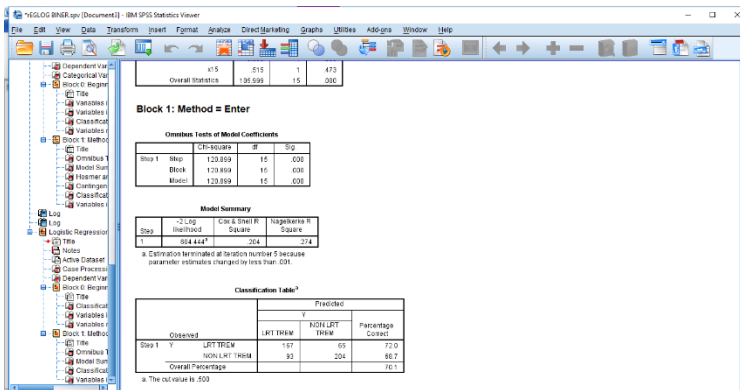 *REGLOG BINER.spv [Document2] - IBM SPSS Statistics Viewer
File Edit View Data Transform Insert Format Analyze Direct Marketing Graphs Utilities Add-ons Window Help
Dependent Var
Categorical Var
Block 0: Beginn
Title
Variables i
Classificat
Variables n
Block 1: Method
Title
Omnibus T
Model Sum
Hosmer an
Contingen
Classificat
Variables i
Log
Log
Logistic Regression
Title
Notes
Active Dataset
Case Processi
Dependent Var
Block 0: Beginn
Title
Classificat
Variables i
Variables n
Block 1: Method
Title
Omnibus T
Model Sum
Classificat
Variables i
x15 .515 1 .473
Overall Statistics 15 .000
Block 1: Method = Enter
Omnibus Tests of Model Coefficients
Chi-square df Sig.
Step 1 Step 120.899 15 .000
Block 120.899 15 .000
Model 120.899 15 .000
Model Summary
Step -2 Log likelihood Cox & Snell R Square Nagelkerke R Square
1 604.444a .204 .274
a. Estimation terminated at iteration number 5 because
parameter estimates changed by less than .001.
Classification Tablea
Predicted
Y
Observed LRT TREM NON LRT TREM Percentage Correct
Step 1 Y LRT TREM 167 65 72.0
NON LRT TREM 93 204 68.7
Overall Percentage 70.1
a. The cut value is .500